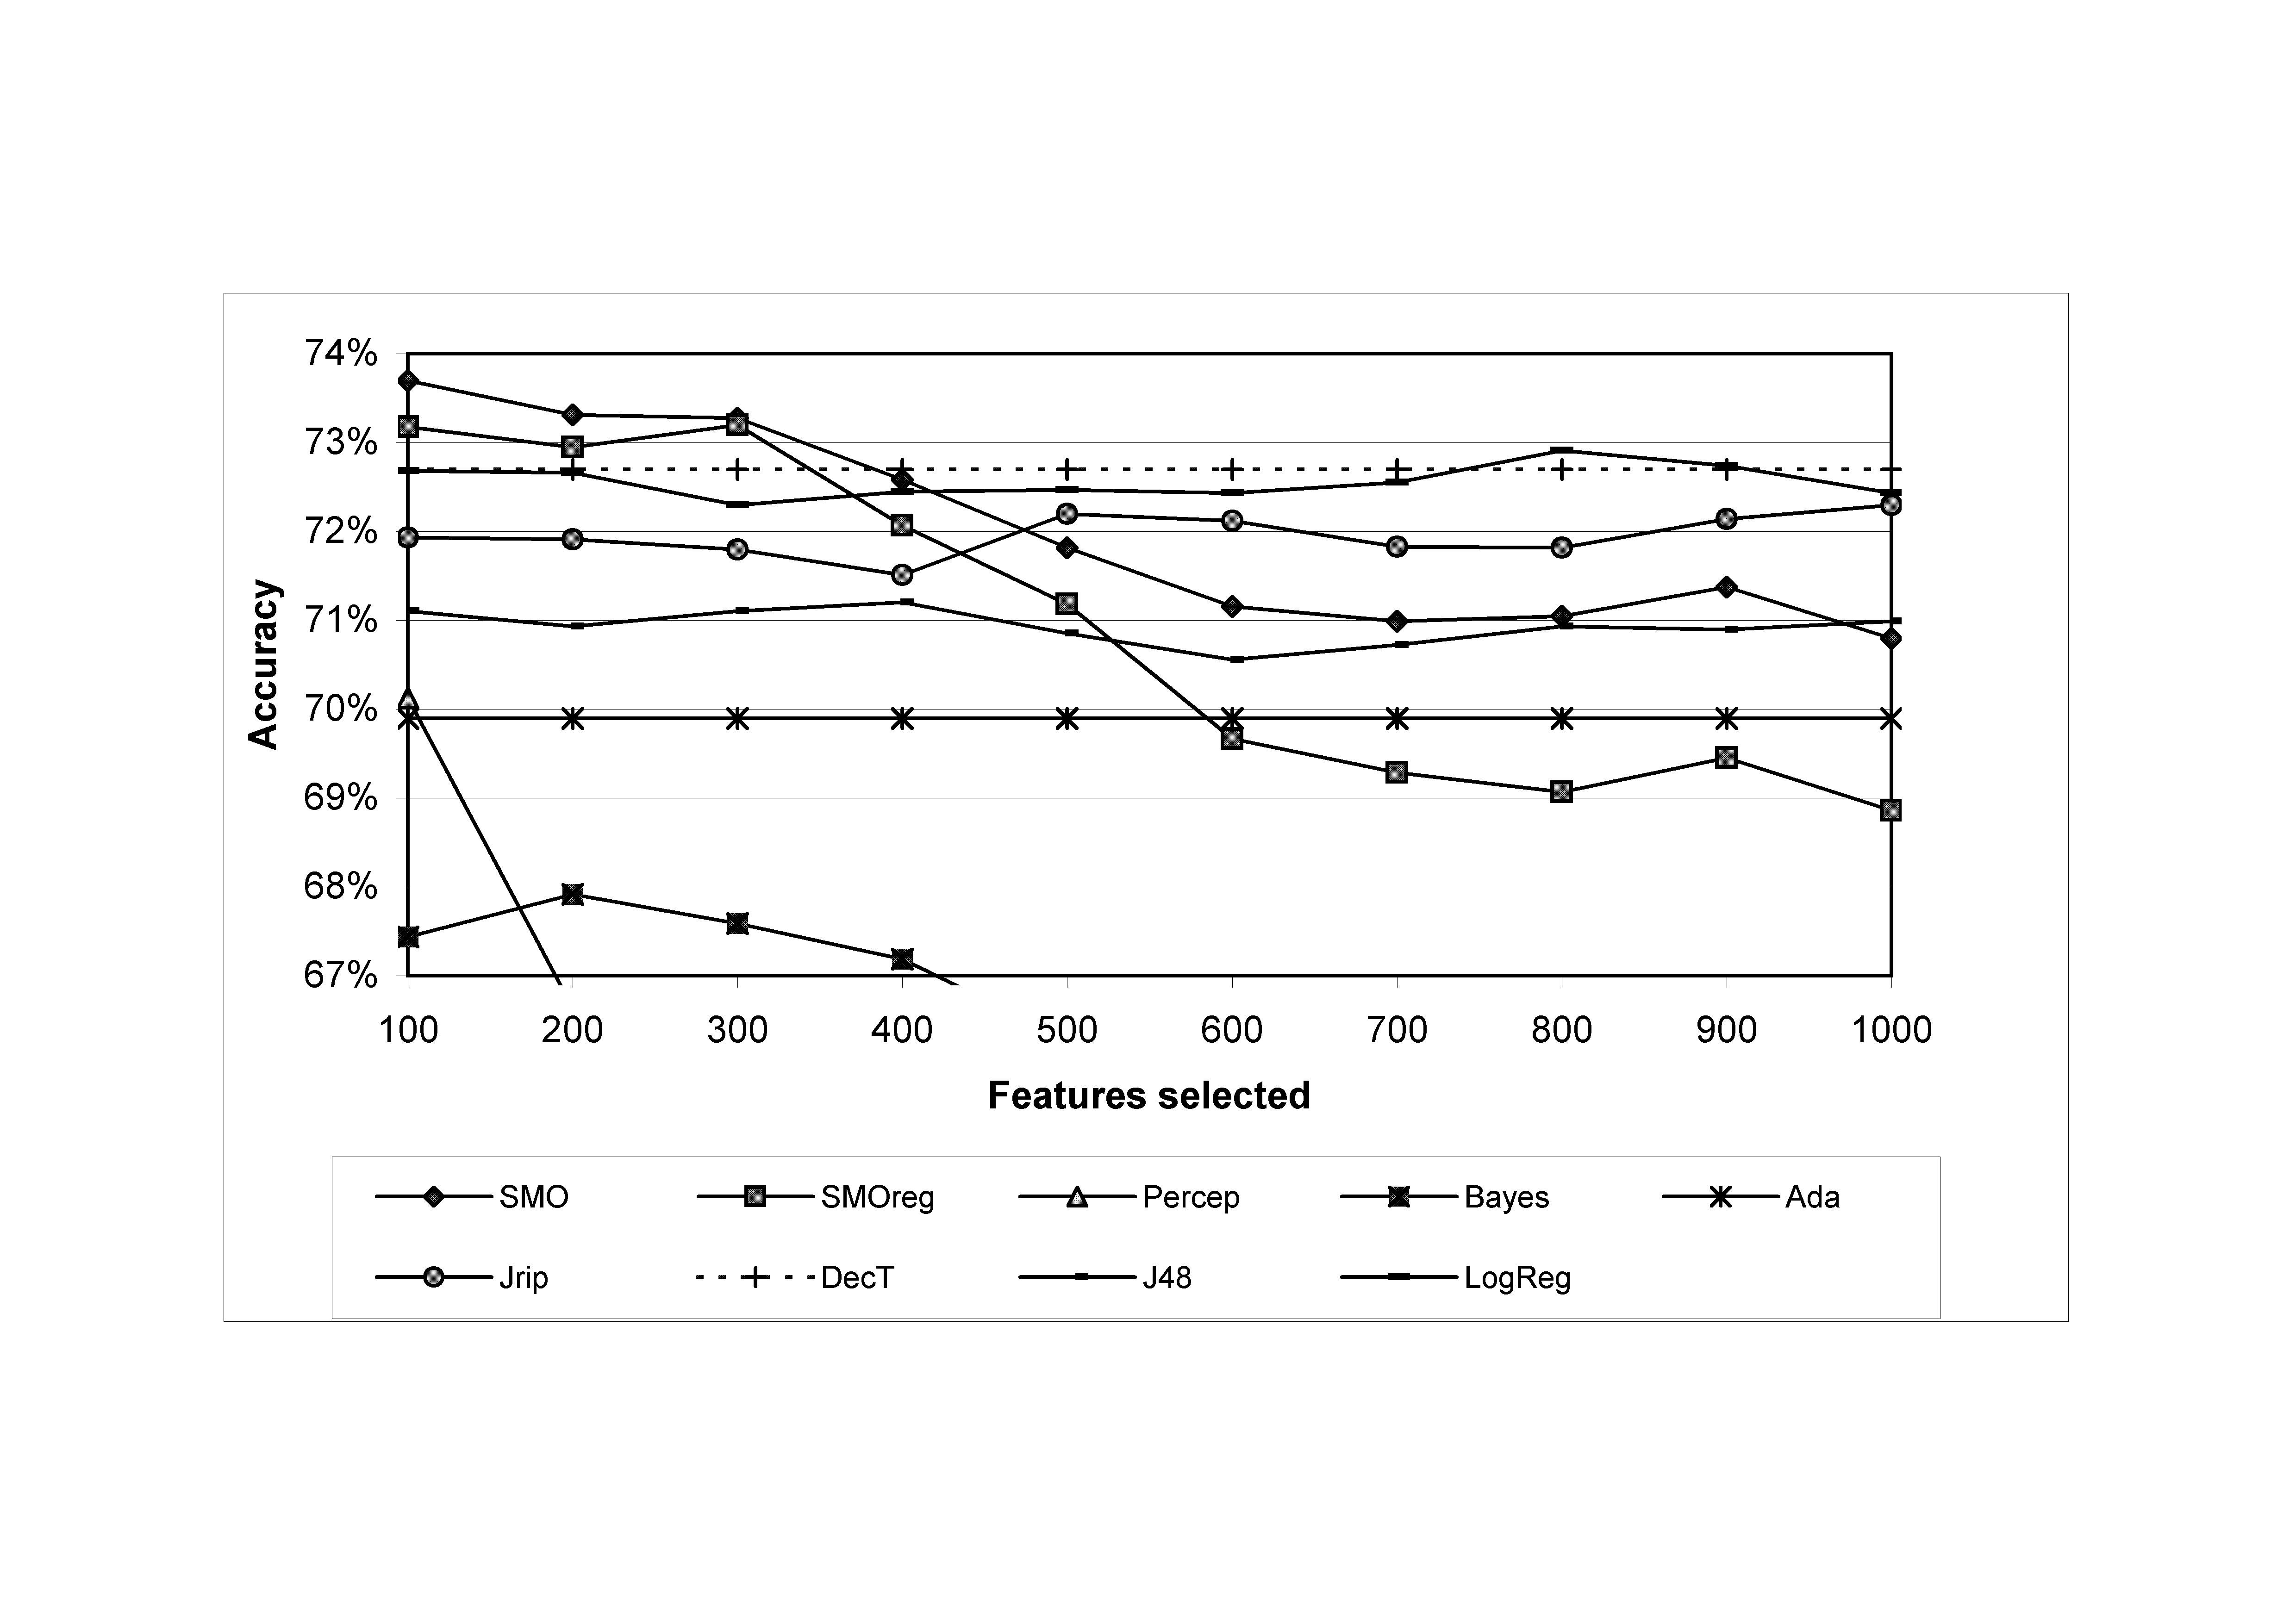 74%
73%
72%
71%
70%
69%
68%
67%
Accuracy
100 200 300 400 500 600 700 800 900 1000
Features selected
SMO SMOreg Percep Bayes Ada
Jrip DecT J48 LogReg